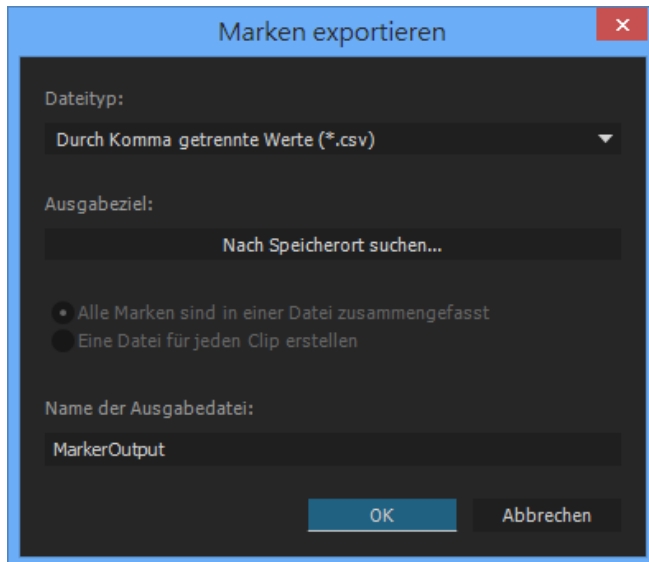 Marken exportieren
Dateityp:
Durch Komma getrennte Werte (*.csv)
Ausgabeziel:
Nach Speicherort suchen...
Alle Marken sind in einer Datei zusammengefasst
Eine Datei für jeden Clip erstellen
Name der Ausgabedatei:
MarkerOutput
OK Abbrechen